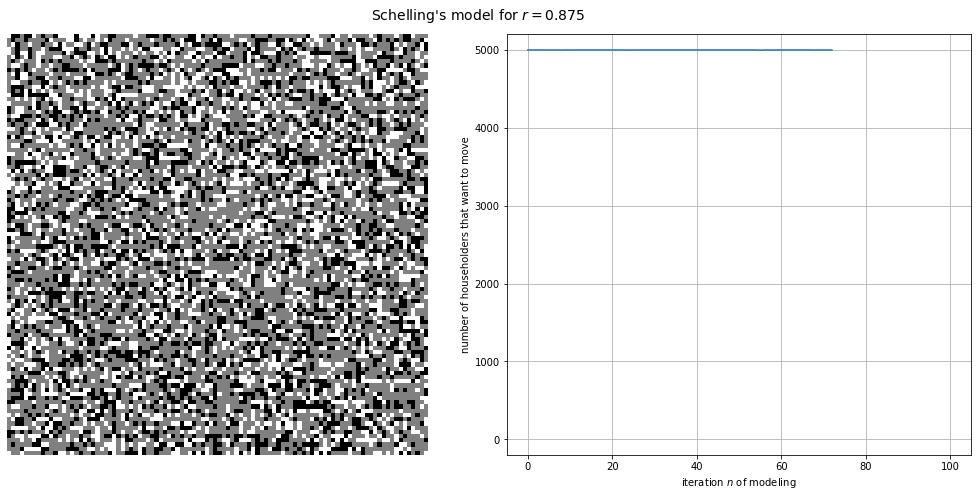 Schelling's model for r = 0.875
number of householders that want to move
5000
4000
3000
2000
1000
0
0 20 40 60 80 100
iteration n of modeling